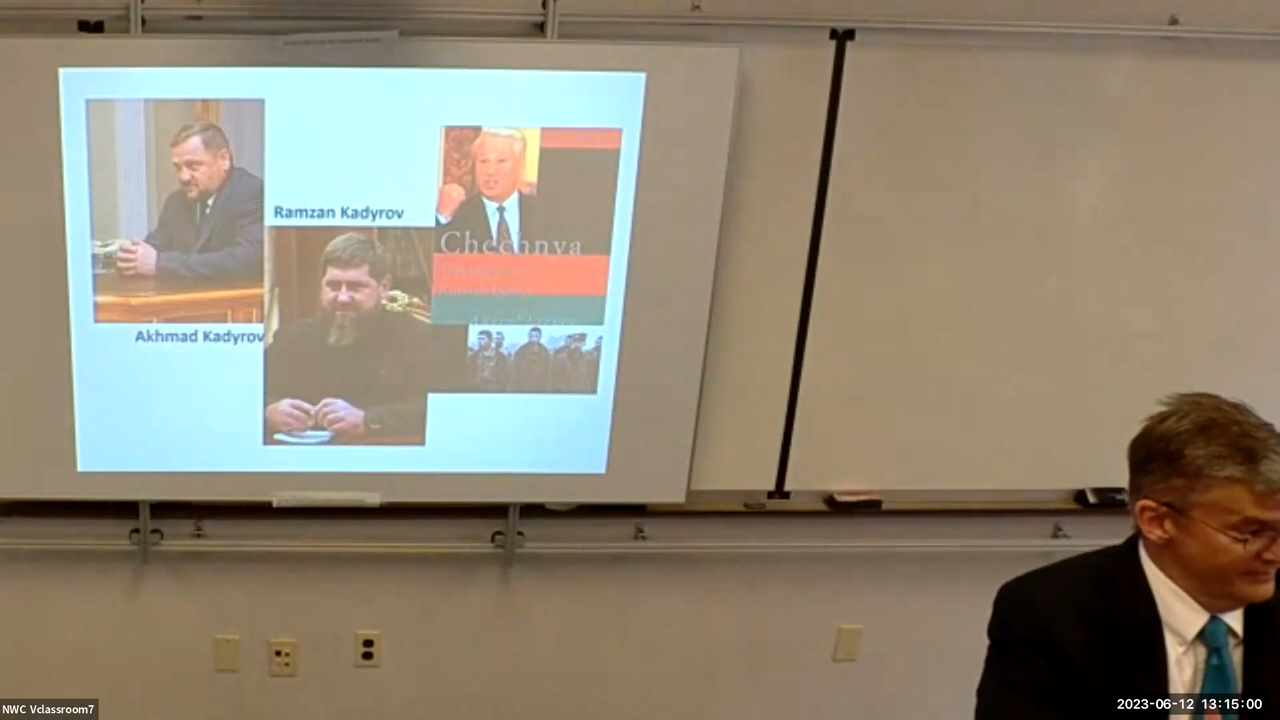 Ramzan Kadyrov
Chechnya
Akhmad Kadyrov
NWC Vclassroom7
2023-06-12 13:15:00